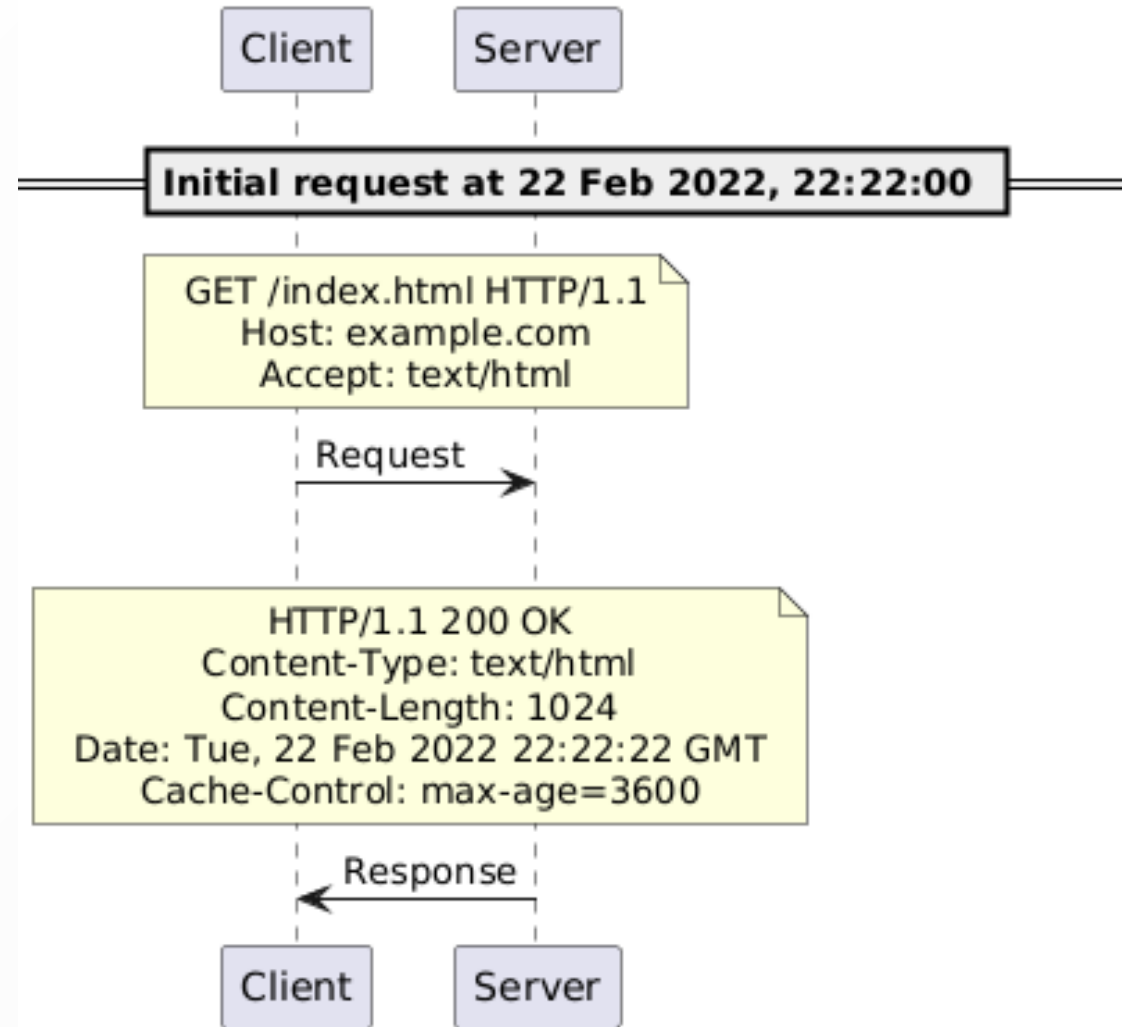 Client
Server
Initial request at 22 Feb 2022, 22:22:00
GET /index.html HTTP/1.1
Host: example.com
Accept: text/html
Request
HTTP/1.1 200 OK
Content-Type: text/html
Content-Length: 1024
Date: Tue, 22 Feb 2022 22:22:22 GMT
Cache-Control: max-age=3600
Response
Client
Server